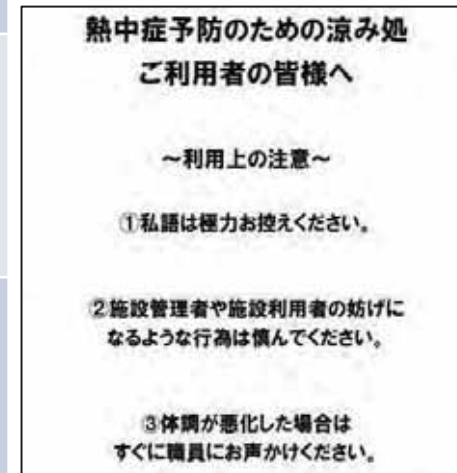 熱中症予防のための涼み処
ご利用者の皆様へ
～利用上の注意～
①私語は極力お控えください。
②施設管理者や施設利用者の妨げに
なるような行為は慎んでください。
③体調が悪化した場合は
すぐに職員にお声かけください。